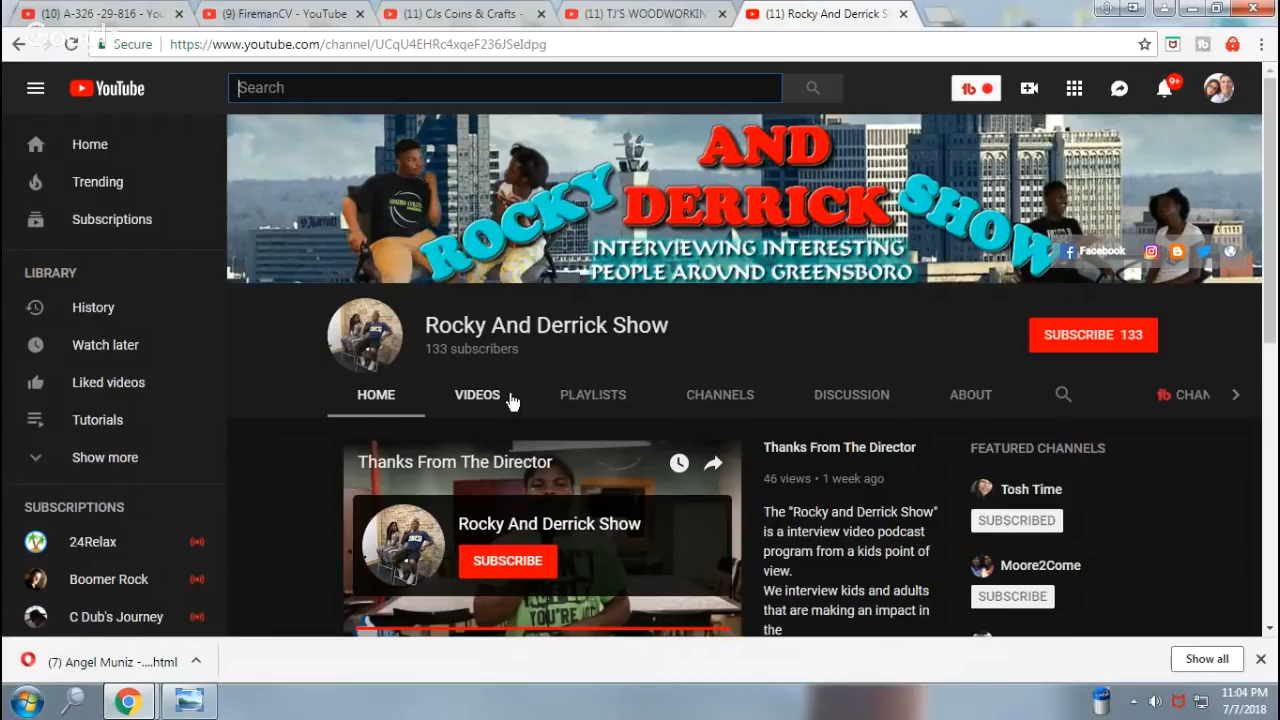 (10) A-326 - 29-816 - You
(9) FiremanCV - YouTube
(11) CJs Coins & Crafts -
(11) TJ'S WOODWORKIN
(11) Rocky And Derrick S
Secure
https://www.youtube.com/channel/UCqU4EHRc4xqeF236JSeIdpg
YouTube
Search
9+
Home
Trending
Subscriptions
LIBRARY
History
Watch later
Liked videos
Tutorials
Show more
SUBSCRIPTIONS
24Relax
Boomer Rock
C Dub's Journey
ROCKY AND DERRICK SHOW
INTERVIEWING INTERESTING
PEOPLE AROUND GREENSBORO
Facebook
Rocky And Derrick Show
133 subscribers
SUBSCRIBE 133
HOME
VIDEOS
PLAYLISTS
CHANNELS
DISCUSSION
ABOUT
CHAN
Thanks From The Director
Rocky And Derrick Show
SUBSCRIBE
Thanks From The Director
46 views • 1 week ago
The "Rocky and Derrick Show"
is a interview video podcast
program from a kids point of
view.
We interview kids and adults
that are making an impact in
the
FEATURED CHANNELS
Tosh Time
SUBSCRIBED
Moore2Come
SUBSCRIBE
(7) Angel Muniz -....html
Show all
11:04 PM
7/7/2018